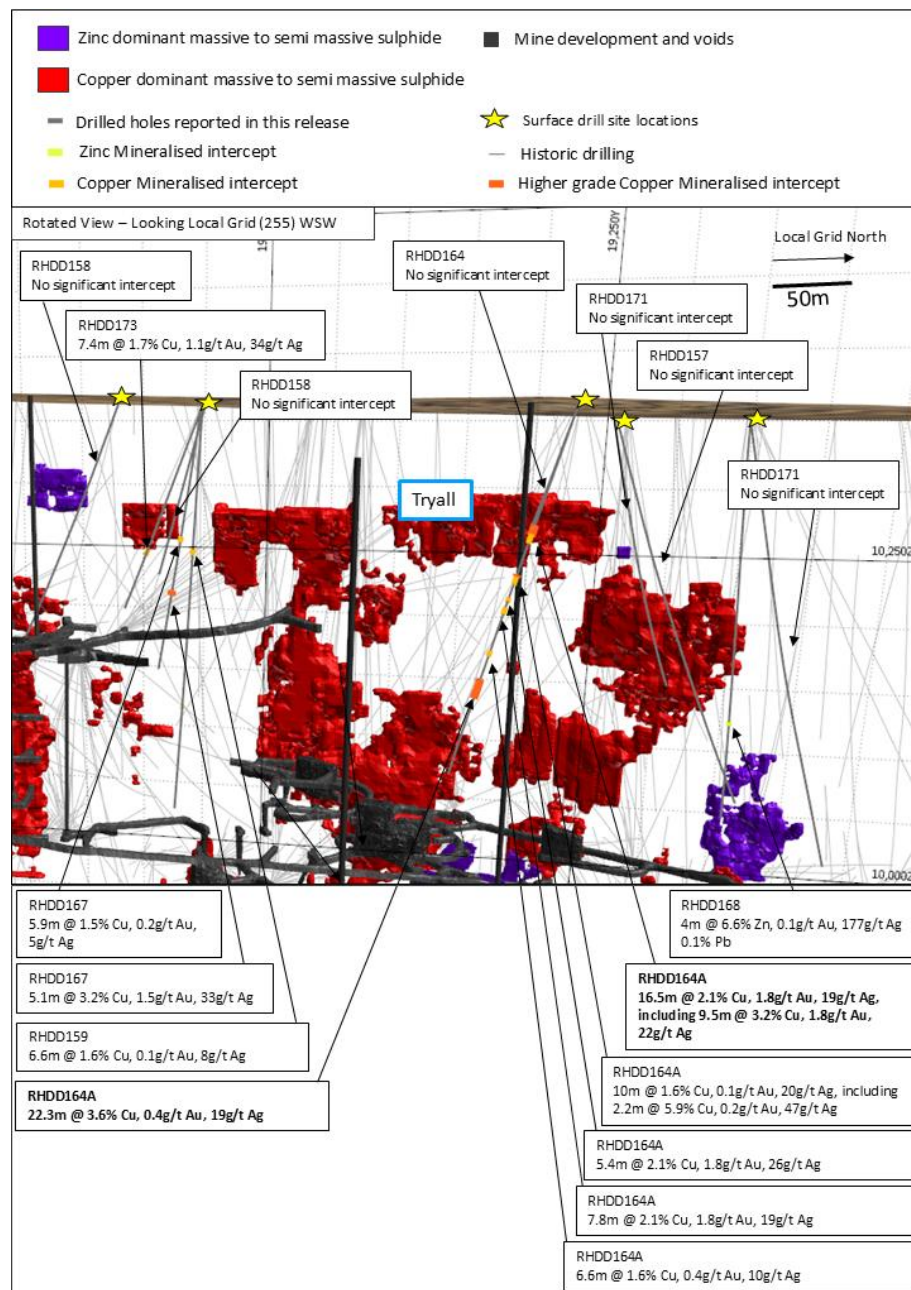 Zinc dominant massive to semi massive sulphide
Mine development and voids
Copper dominant massive to semi massive sulphide
Drilled holes reported in this release
Surface drill site locations
Zinc Mineralised intercept
Historic drilling
Copper Mineralised intercept
Higher grade Copper Mineralised intercept
Rotated View – Looking Local Grid (255) WSW
19,250Y
Local Grid North
50m
RHDD158
No significant intercept
RHDD164
No significant intercept
RHDD171
No significant intercept
RHDD173
7.4m @ 1.7% Cu, 1.1g/t Au, 34g/t Ag
RHDD157
No significant intercept
RHDD158
No significant intercept
RHDD171
No significant intercept
Tryall
10,250Z
10,000Z
RHDD167
5.9m @ 1.5% Cu, 0.2g/t Au,
5g/t Ag
RHDD167
5.1m @ 3.2% Cu, 1.5g/t Au, 33g/t Ag
RHDD159
6.6m @ 1.6% Cu, 0.1g/t Au, 8g/t Ag
RHDD164A
22.3m @ 3.6% Cu, 0.4g/t Au, 19g/t Ag
RHDD168
4m @ 6.6% Zn, 0.1g/t Au, 177g/t Ag
0.1% Pb
RHDD164A
16.5m @ 2.1% Cu, 1.8g/t Au, 19g/t Ag,
including 9.5m @ 3.2% Cu, 1.8g/t Au,
22g/t Ag
RHDD164A
10m @ 1.6% Cu, 0.1g/t Au, 20g/t Ag, including
2.2m @ 5.9% Cu, 0.2g/t Au, 47g/t Ag
RHDD164A
5.4m @ 2.1% Cu, 1.8g/t Au, 26g/t Ag
RHDD164A
7.8m @ 2.1% Cu, 1.8g/t Au, 19g/t Ag
RHDD164A
6.6m @ 1.6% Cu, 0.4g/t Au, 10g/t Ag